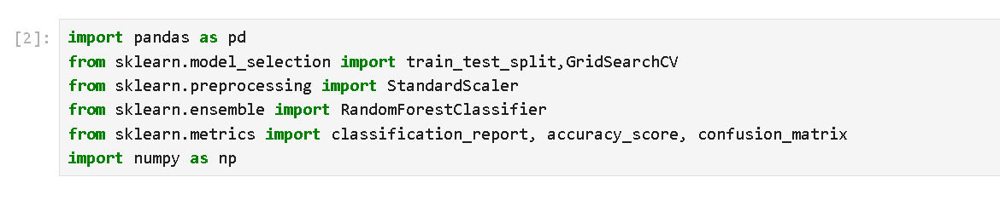 [2]:
import pandas as pd
from sklearn.model_selection import train_test_split,GridSearchCV
from sklearn.preprocessing import StandardScaler
from sklearn.ensemble import RandomForestClassifier
from sklearn.metrics import classification_report, accuracy_score, confusion_matrix
import numpy as np